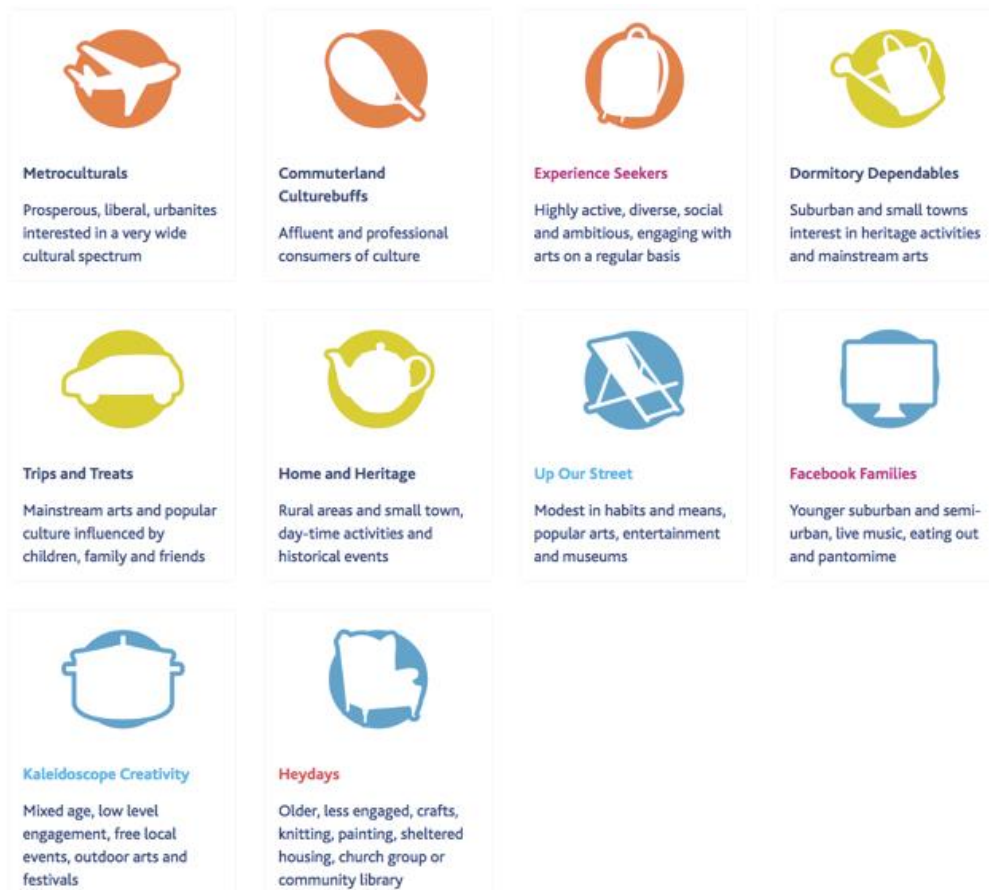 Metroculturals
Prosperous, liberal, urbanites
interested in a very wide
cultural spectrum
Commuterland
Culturebuffs
Affluent and professional
consumers of culture
Experience Seekers
Highly active, diverse, social
and ambitious, engaging with
arts on a regular basis
Dormitory Dependables
Suburban and small towns
interest in heritage activities
and mainstream arts
Trips and Treats
Mainstream arts and popular
culture influenced by
children, family and friends
Home and Heritage
Rural areas and small town,
day-time activities and
historical events
Up Our Street
Modest in habits and means,
popular arts, entertainment
and museums
Facebook Families
Younger suburban and semi-
urban, live music, eating out
and pantomime
Kaleidoscope Creativity
Mixed age, low level
engagement, free local
events, outdoor arts and
festivals
Heydays
Older, less engaged, crafts,
knitting, painting, sheltered
housing, church group or
community library